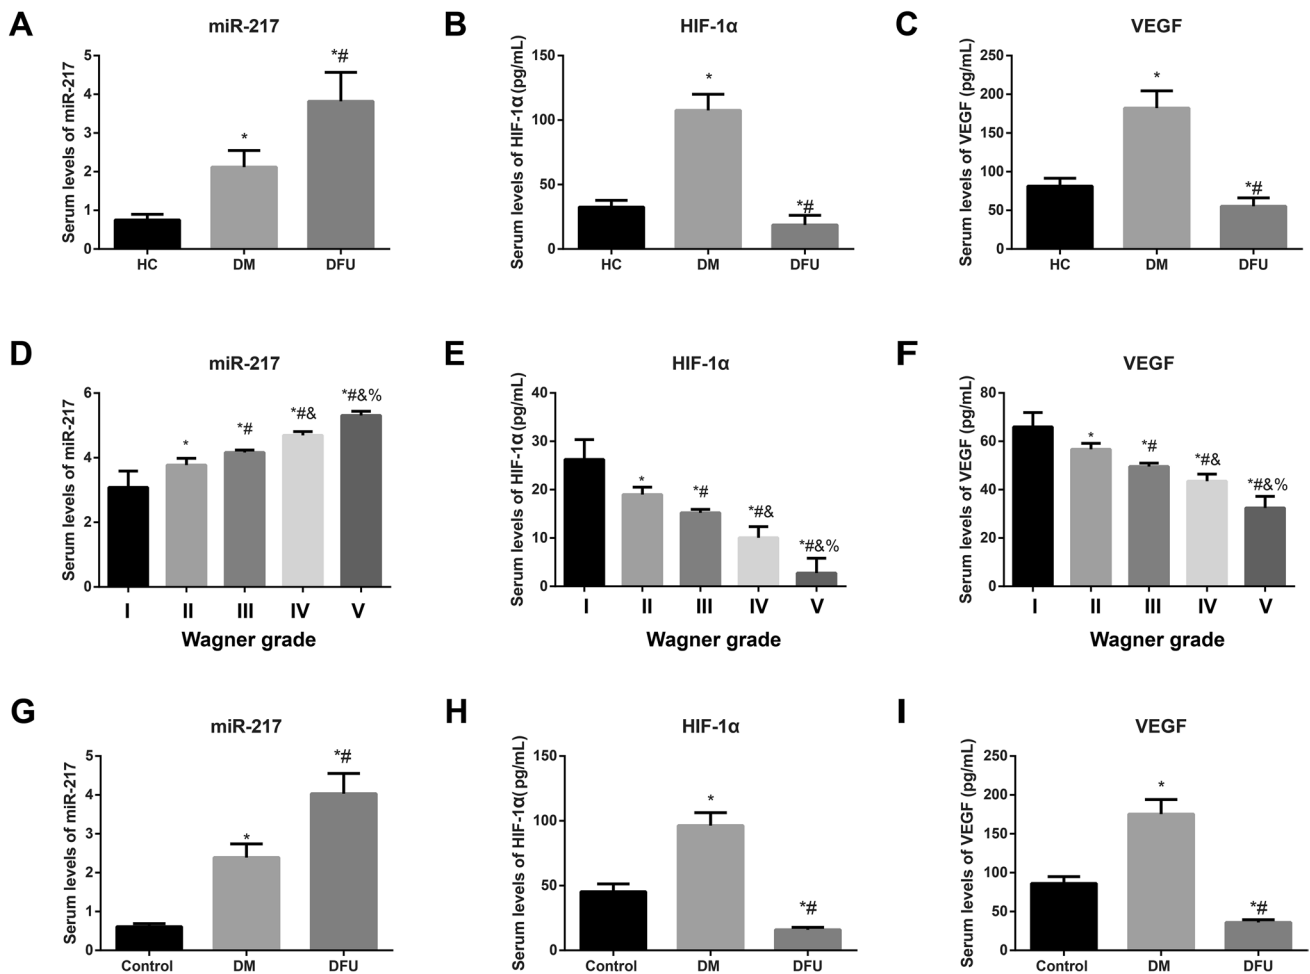 A
miR-217
Serum levels of miR-217
5
4
3
2
1
0
*
*#
HC
DM
DFU
B
HIF-1α
Serum levels of HIF-1α(pg/mL)
150
100
50
0
*
*#
HC
DM
DFU
C
VEGF
Serum levels of VEGF (pg/mL)
250
200
150
100
50
0
*
*#
HC
DM
DFU
D
miR-217
Serum levels of miR-217
6
4
2
0
*
*#
*#&
*#&%
I
II
III
IV
V
Wagner grade
E
HIF-1α
Serum levels of HIF-1α(pg/mL)
40
30
20
10
0
*
*#
*#&
*#&%
I
II
III
IV
V
Wagner grade
F
VEGF
Serum levels of VEGF (pg/mL)
80
60
40
20
0
*
*#
*#&
*#&%
I
II
III
IV
V
Wagner grade
G
miR-217
Serum levels of miR-217
5
4
3
2
1
0
*
*#
Control
DM
DFU
H
HIF-1α
Serum levels of HIF-1α(pg/mL)
150
100
50
0
*
*#
Control
DM
DFU
I
VEGF
Serum levels of VEGF (pg/mL)
250
200
150
100
50
0
*
*#
Control
DM
DFU